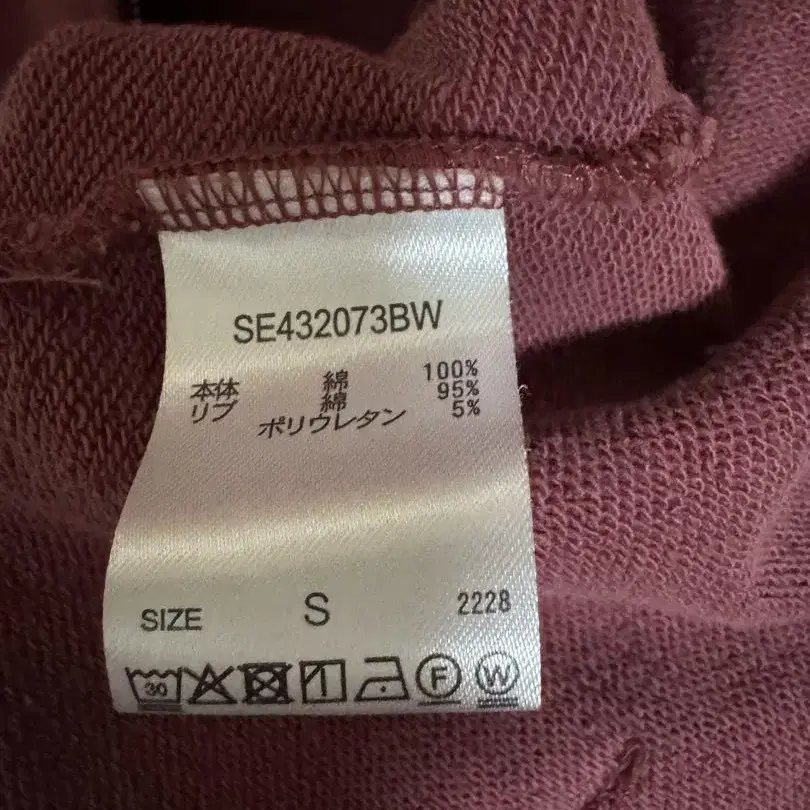 SE432073BW
本体 綿 100%
リブ 綿 95%
ポリウレタン 5%
SIZE S 2228
30 F W